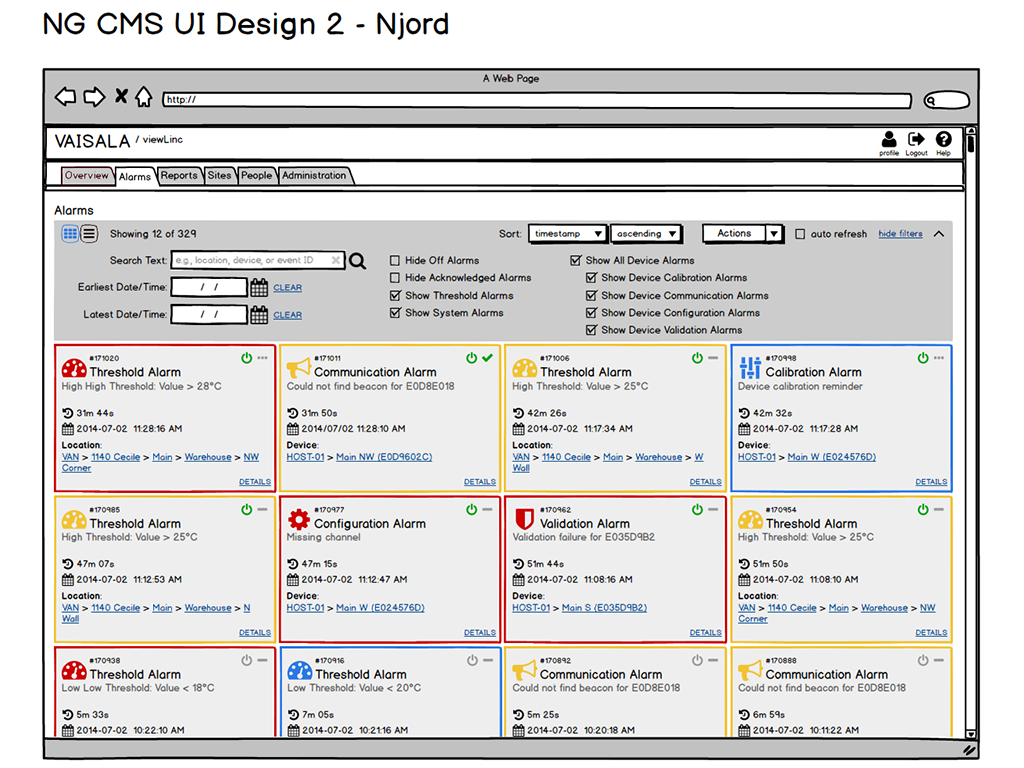 NG CMS UI Design 2 - Njord
A Web Page
http://
VAISALA / viewLinc
profile Logout Help
Overview Alarms Reports Sites People Administration
Alarms
Showing 12 of 329 Sort: timestamp ascending Actions auto refresh hide filters
Search Text: e.g., location, device, or event ID
Earliest Date/Time: / / CLEAR
Latest Date/Time: / / CLEAR
Hide Off Alarms
Hide Acknowledged Alarms
Show Threshold Alarms
Show System Alarms
Show All Device Alarms
Show Device Calibration Alarms
Show Device Communication Alarms
Show Device Configuration Alarms
Show Device Validation Alarms
#171020
Threshold Alarm
High High Threshold: Value > 28°C
31m 44s
2014-07-02 11:28:16 AM
Location:
VAN > 1140 Cecile > Main > Warehouse > NW
Corner
DETAILS
#171011
Communication Alarm
Could not find beacon for E0D8E018
31m 50s
2014/07/02 11:28:10 AM
Device:
HOST-01 > Main NW (E0D9602C)
DETAILS
#171006
Threshold Alarm
High Threshold: Value > 25°C
42m 26s
2014-07-02 11:17:34 AM
Location:
VAN > 1140 Cecile > Main > Warehouse > W
Wall
DETAILS
#170998
Calibration Alarm
Device calibration reminder
42m 32s
2014-07-02 11:17:28 AM
Device:
HOST-01 > Main W (E024576D)
DETAILS
#170985
Threshold Alarm
High Threshold: Value > 25°C
47m 07s
2014-07-02 11:12:53 AM
Location:
VAN > 1140 Cecile > Main > Warehouse > N
Wall
DETAILS
#170977
Configuration Alarm
Missing channel
47m 15s
2014-07-02 11:12:47 AM
Device:
HOST-01 > Main W (E024576D)
DETAILS
#170962
Validation Alarm
Validation failure for E035D9B2
51m 44s
2014-07-02 11:08:16 AM
Device:
HOST-01 > Main S (E035D9B2)
DETAILS
#170954
Threshold Alarm
High Threshold: Value > 25°C
51m 50s
2014-07-02 11:08:10 AM
Location:
VAN > 1140 Cecile > Main > Warehouse > NW
Corner
DETAILS
#170938
Threshold Alarm
Low Low Threshold: Value < 18°C
5m 33s
2014-07-02 10:22:10 AM
#170916
Threshold Alarm
Low Threshold: Value < 20°C
7m 05s
2014-07-02 10:21:16 AM
#170892
Communication Alarm
Could not find beacon for E0D8E018
5m 25s
2014-07-02 10:20:18 AM
#170888
Communication Alarm
Could not find beacon for E0D8E018
6m 59s
2014-07-02 10:11:22 AM